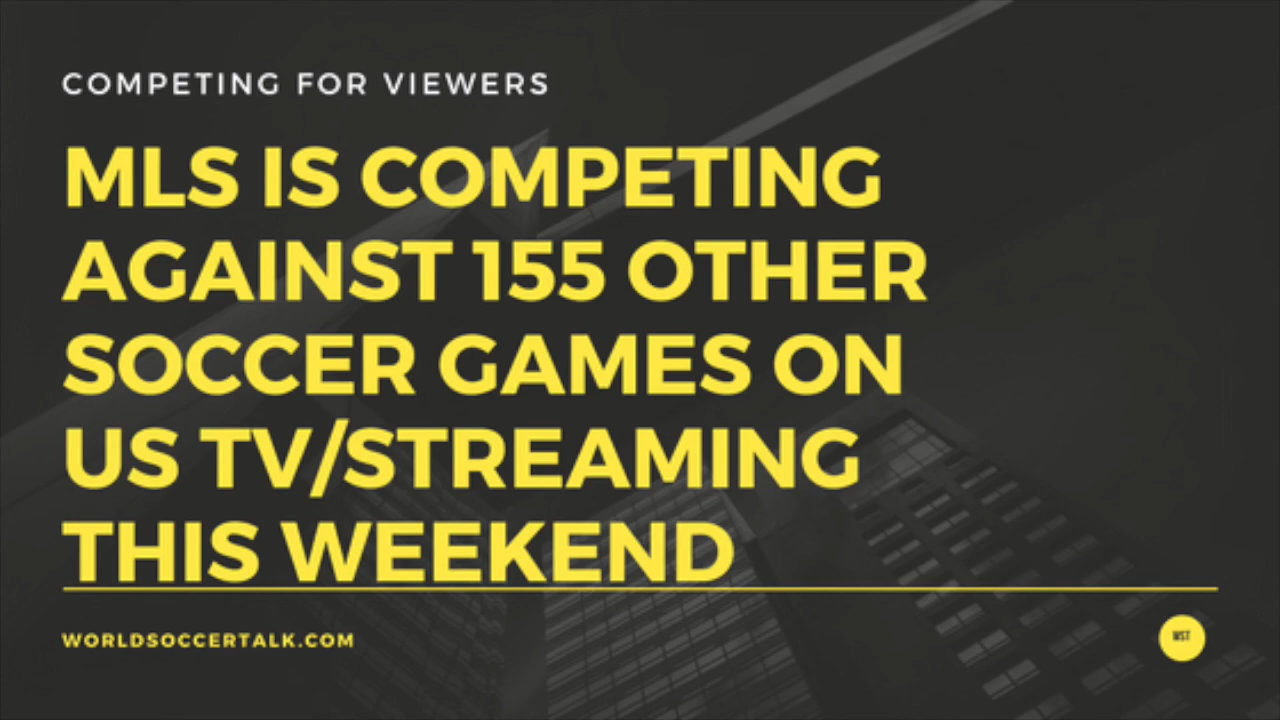 COMPETING FOR VIEWERS
MLS IS COMPETING
AGAINST 155 OTHER
SOCCER GAMES ON
US TV/STREAMING
THIS WEEKEND
WORLDSOCCERTALK.COM
WST